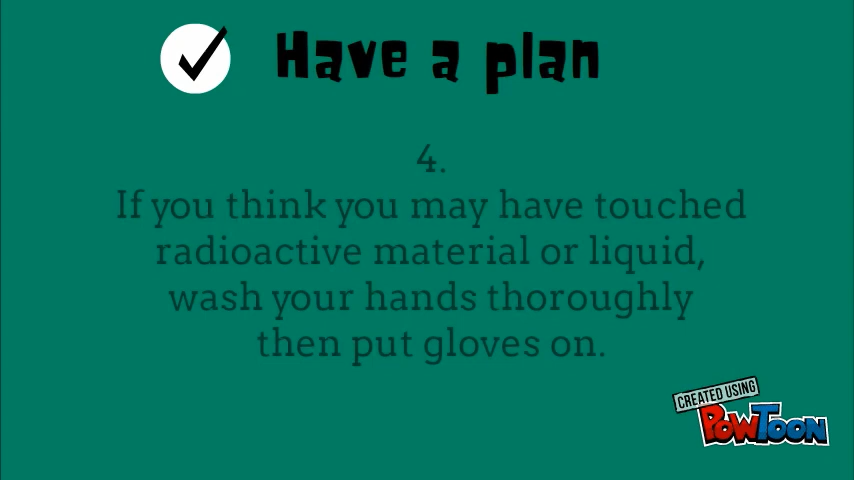 Have a plan
4.
If you think you may have touched
radioactive material or liquid,
wash your hands thoroughly
then put gloves on.
CREATED USING
POWTOON